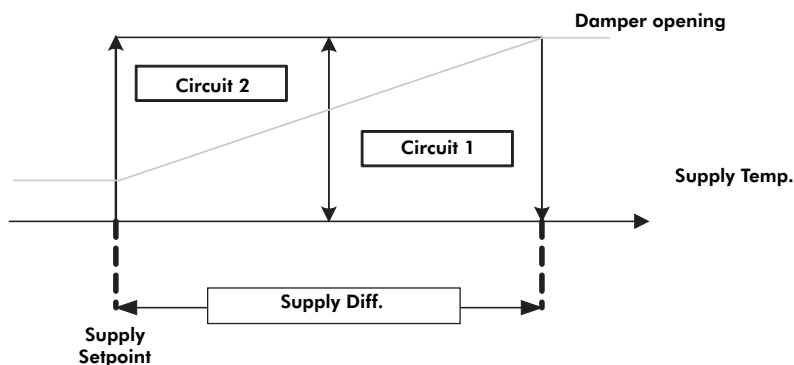 Damper opening
Circuit 2
Circuit 1
Supply Temp.
Supply Diff.
Supply
Setpoint